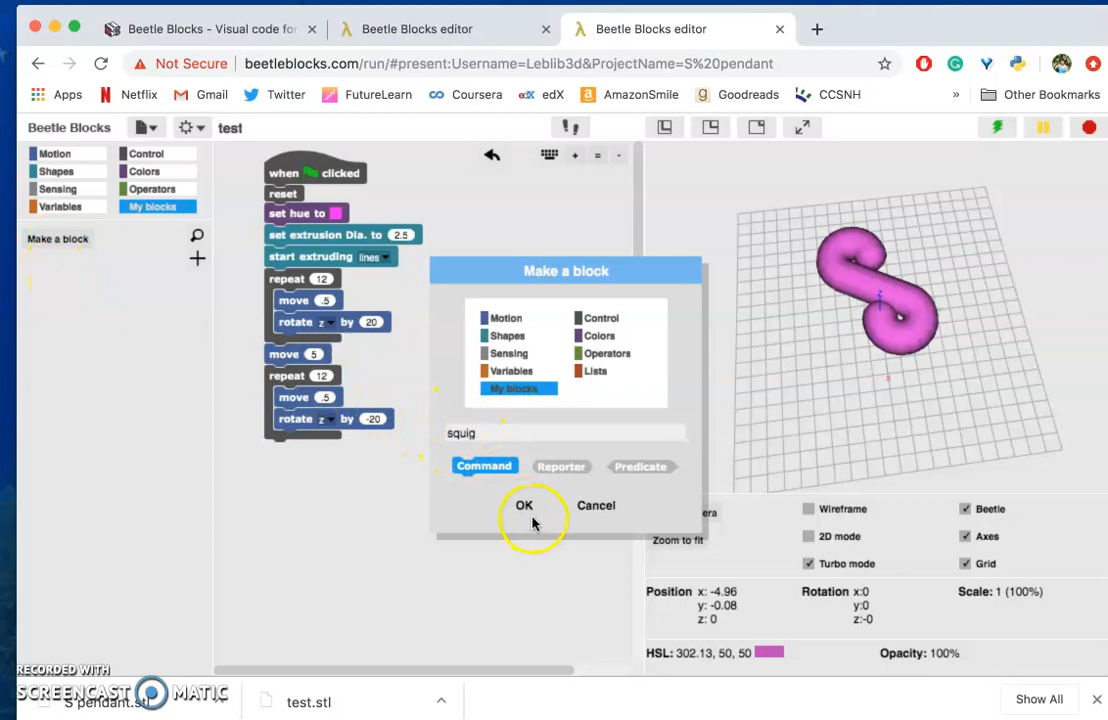 Beetle Blocks - Visual code for
Beetle Blocks editor
Beetle Blocks editor
Not Secure
beetleblocks.com/run/#present:Username=Leblib3d&ProjectName=S%20pendant
Apps
Netflix
Gmail
Twitter
FutureLearn
Coursera
edX
AmazonSmile
Goodreads
CCSNH
»
Other Bookmarks
Beetle Blocks
test
Motion
Control
Shapes
Colors
Sensing
Operators
Variables
My blocks
Make a block
when clicked
reset
set hue to
set extrusion Dia. to 2.5
start extruding lines
repeat 12
move .5
rotate z by 20
move 5
repeat 12
move .5
rotate z by -20
+ = -
Make a block
Motion
Control
Shapes
Colors
Sensing
Operators
Variables
Lists
My blocks
squig
Command
Reporter
Predicate
OK
Cancel
z
x
Zoom to fit
Wireframe
Beetle
2D mode
Axes
Turbo mode
Grid
Position x: -4.96
y: -0.08
z: 0
Rotation x:0
y:0
z:-0
Scale: 1 (100%)
HSL: 302.13, 50, 50
Opacity: 100%
RECORDED WITH
SCREENCAST MATIC
S pendant.stl
test.stl
Show All